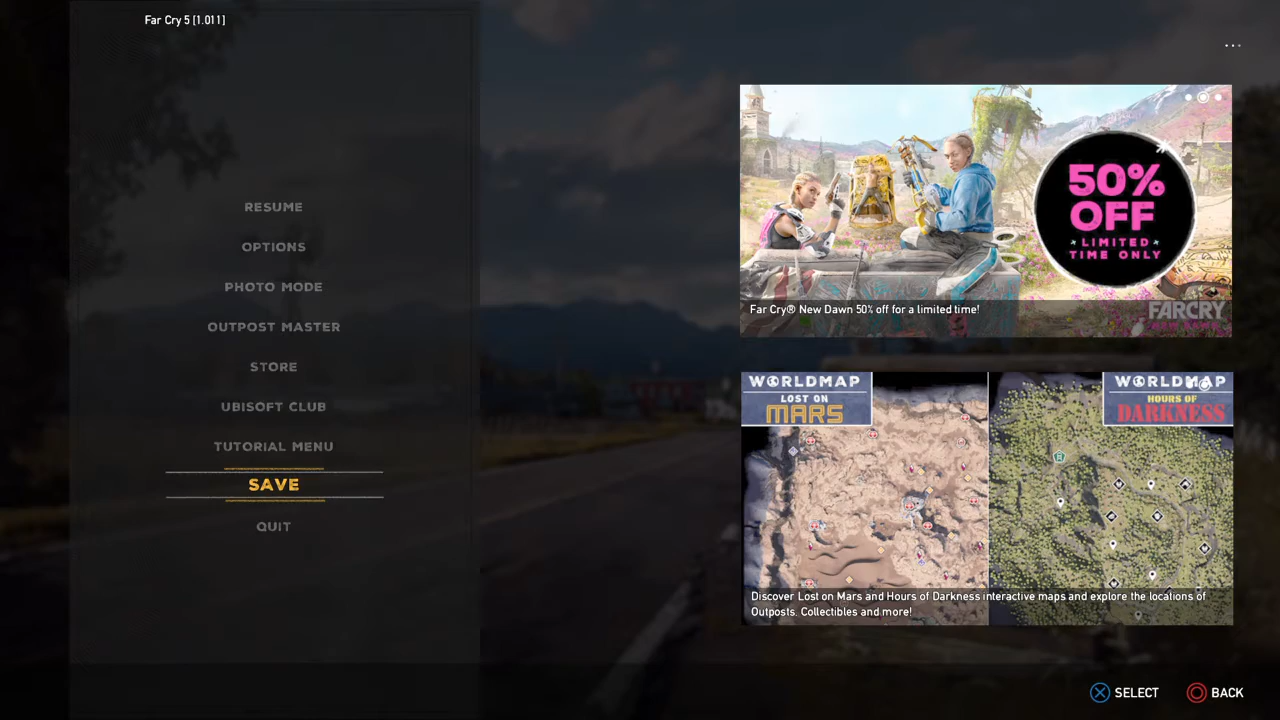 Far Cry 5 [1.011]
RESUME
OPTIONS
PHOTO MODE
OUTPOST MASTER
STORE
UBISOFT CLUB
TUTORIAL MENU
SAVE
QUIT
50%
OFF
LIMITED
TIME ONLY
FARCRY
NEW DAWN
Far Cry® New Dawn 50% off for a limited time!
WORLDMAP
LOST ON
MARS
WORLDMAP
HOURS OF
DARKNESS
Discover Lost on Mars and Hours of Darkness interactive maps and explore the locations of
Outposts. Collectibles and more!
SELECT
BACK